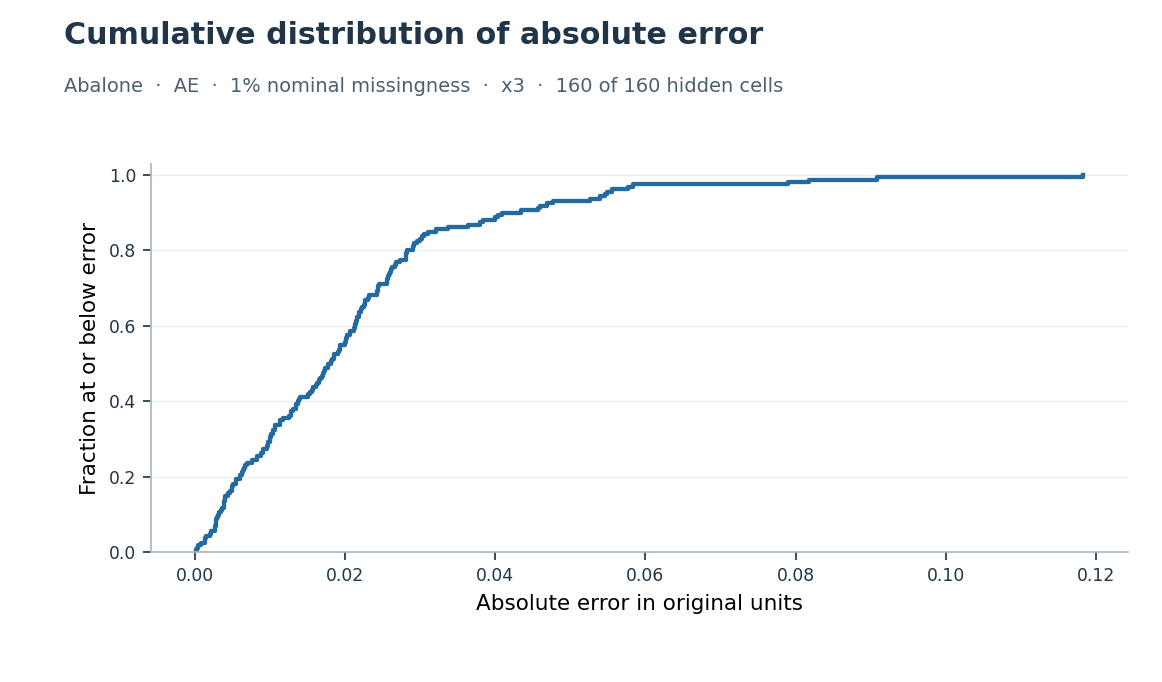 Cumulative distribution of absolute error
Abalone · AE · 1% nominal missingness · x3 · 160 of 160 hidden cells
Fraction at or below error
1.0
0.8
0.6
0.4
0.2
0.0
0.00 0.02 0.04 0.06 0.08 0.10 0.12
Absolute error in original units